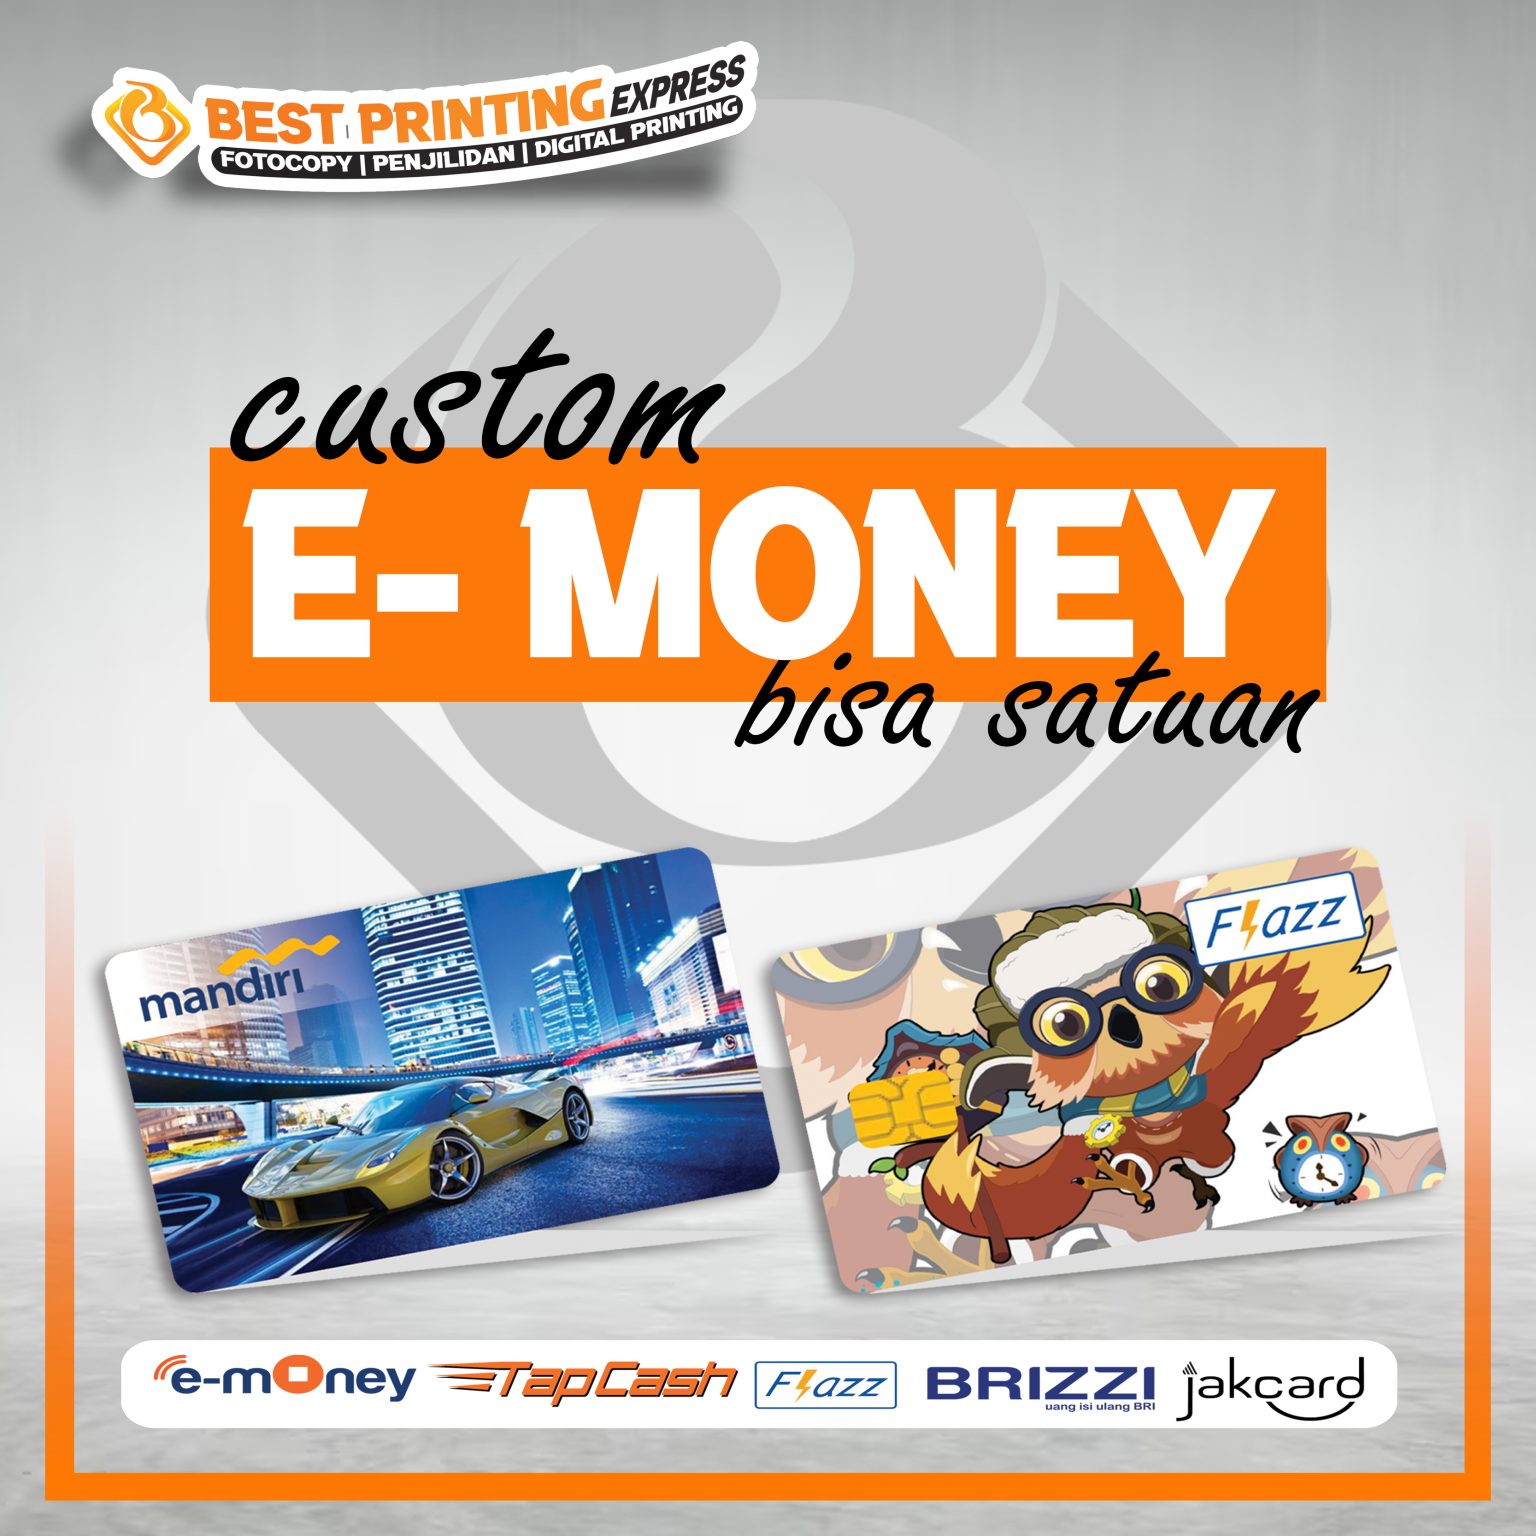 BEST PRINTING EXPRESS
FOTOCOPY | PENJILIDAN | DIGITAL PRINTING
custom
E- MONEY
bisa satuan
mandiri
Flazz
e-money TapCash Flazz BRIZZI jakcard
uang isi ulang BRI